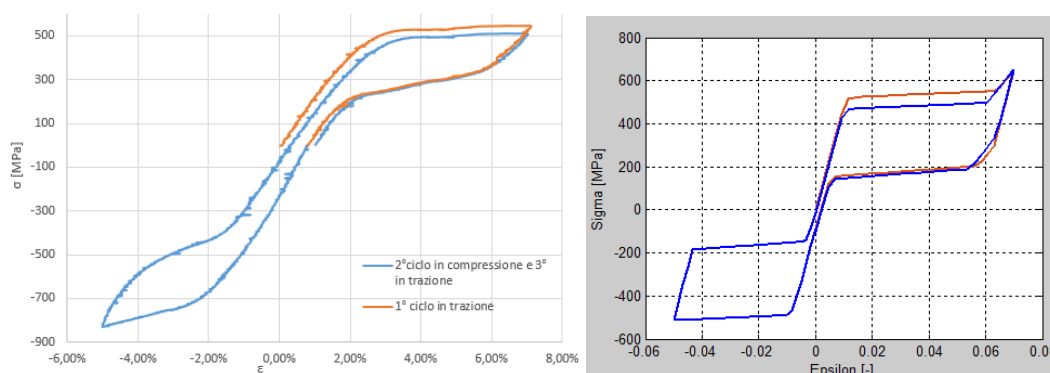 σ [MPa]
500
300
100
-100
-300
-500
-700
-900
-6,00% -4,00% -2,00% 0,00% 2,00% 4,00% 6,00% 8,00%
ε
2°ciclo in compressione e 3°
in trazione
1° ciclo in trazione
Sigma [MPa]
800
600
400
200
0
-200
-400
-600
-0.06 -0.04 -0.02 0 0.02 0.04 0.06 0.0
Epsilon [-]